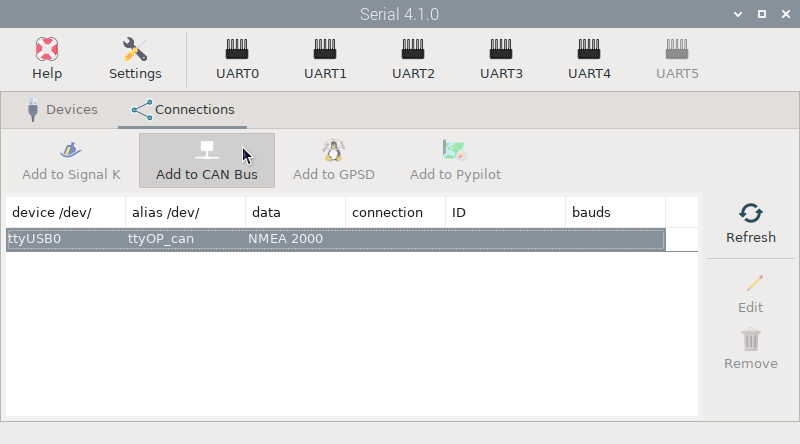 Serial 4.1.0
Help Settings UART0 UART1 UART2 UART3 UART4 UART5
Devices Connections
Add to Signal K Add to CAN Bus Add to GPSD Add to Pypilot
device /dev/ alias /dev/ data connection ID bauds
ttyUSB0 ttyOP_can NMEA 2000
Refresh
Edit
Remove